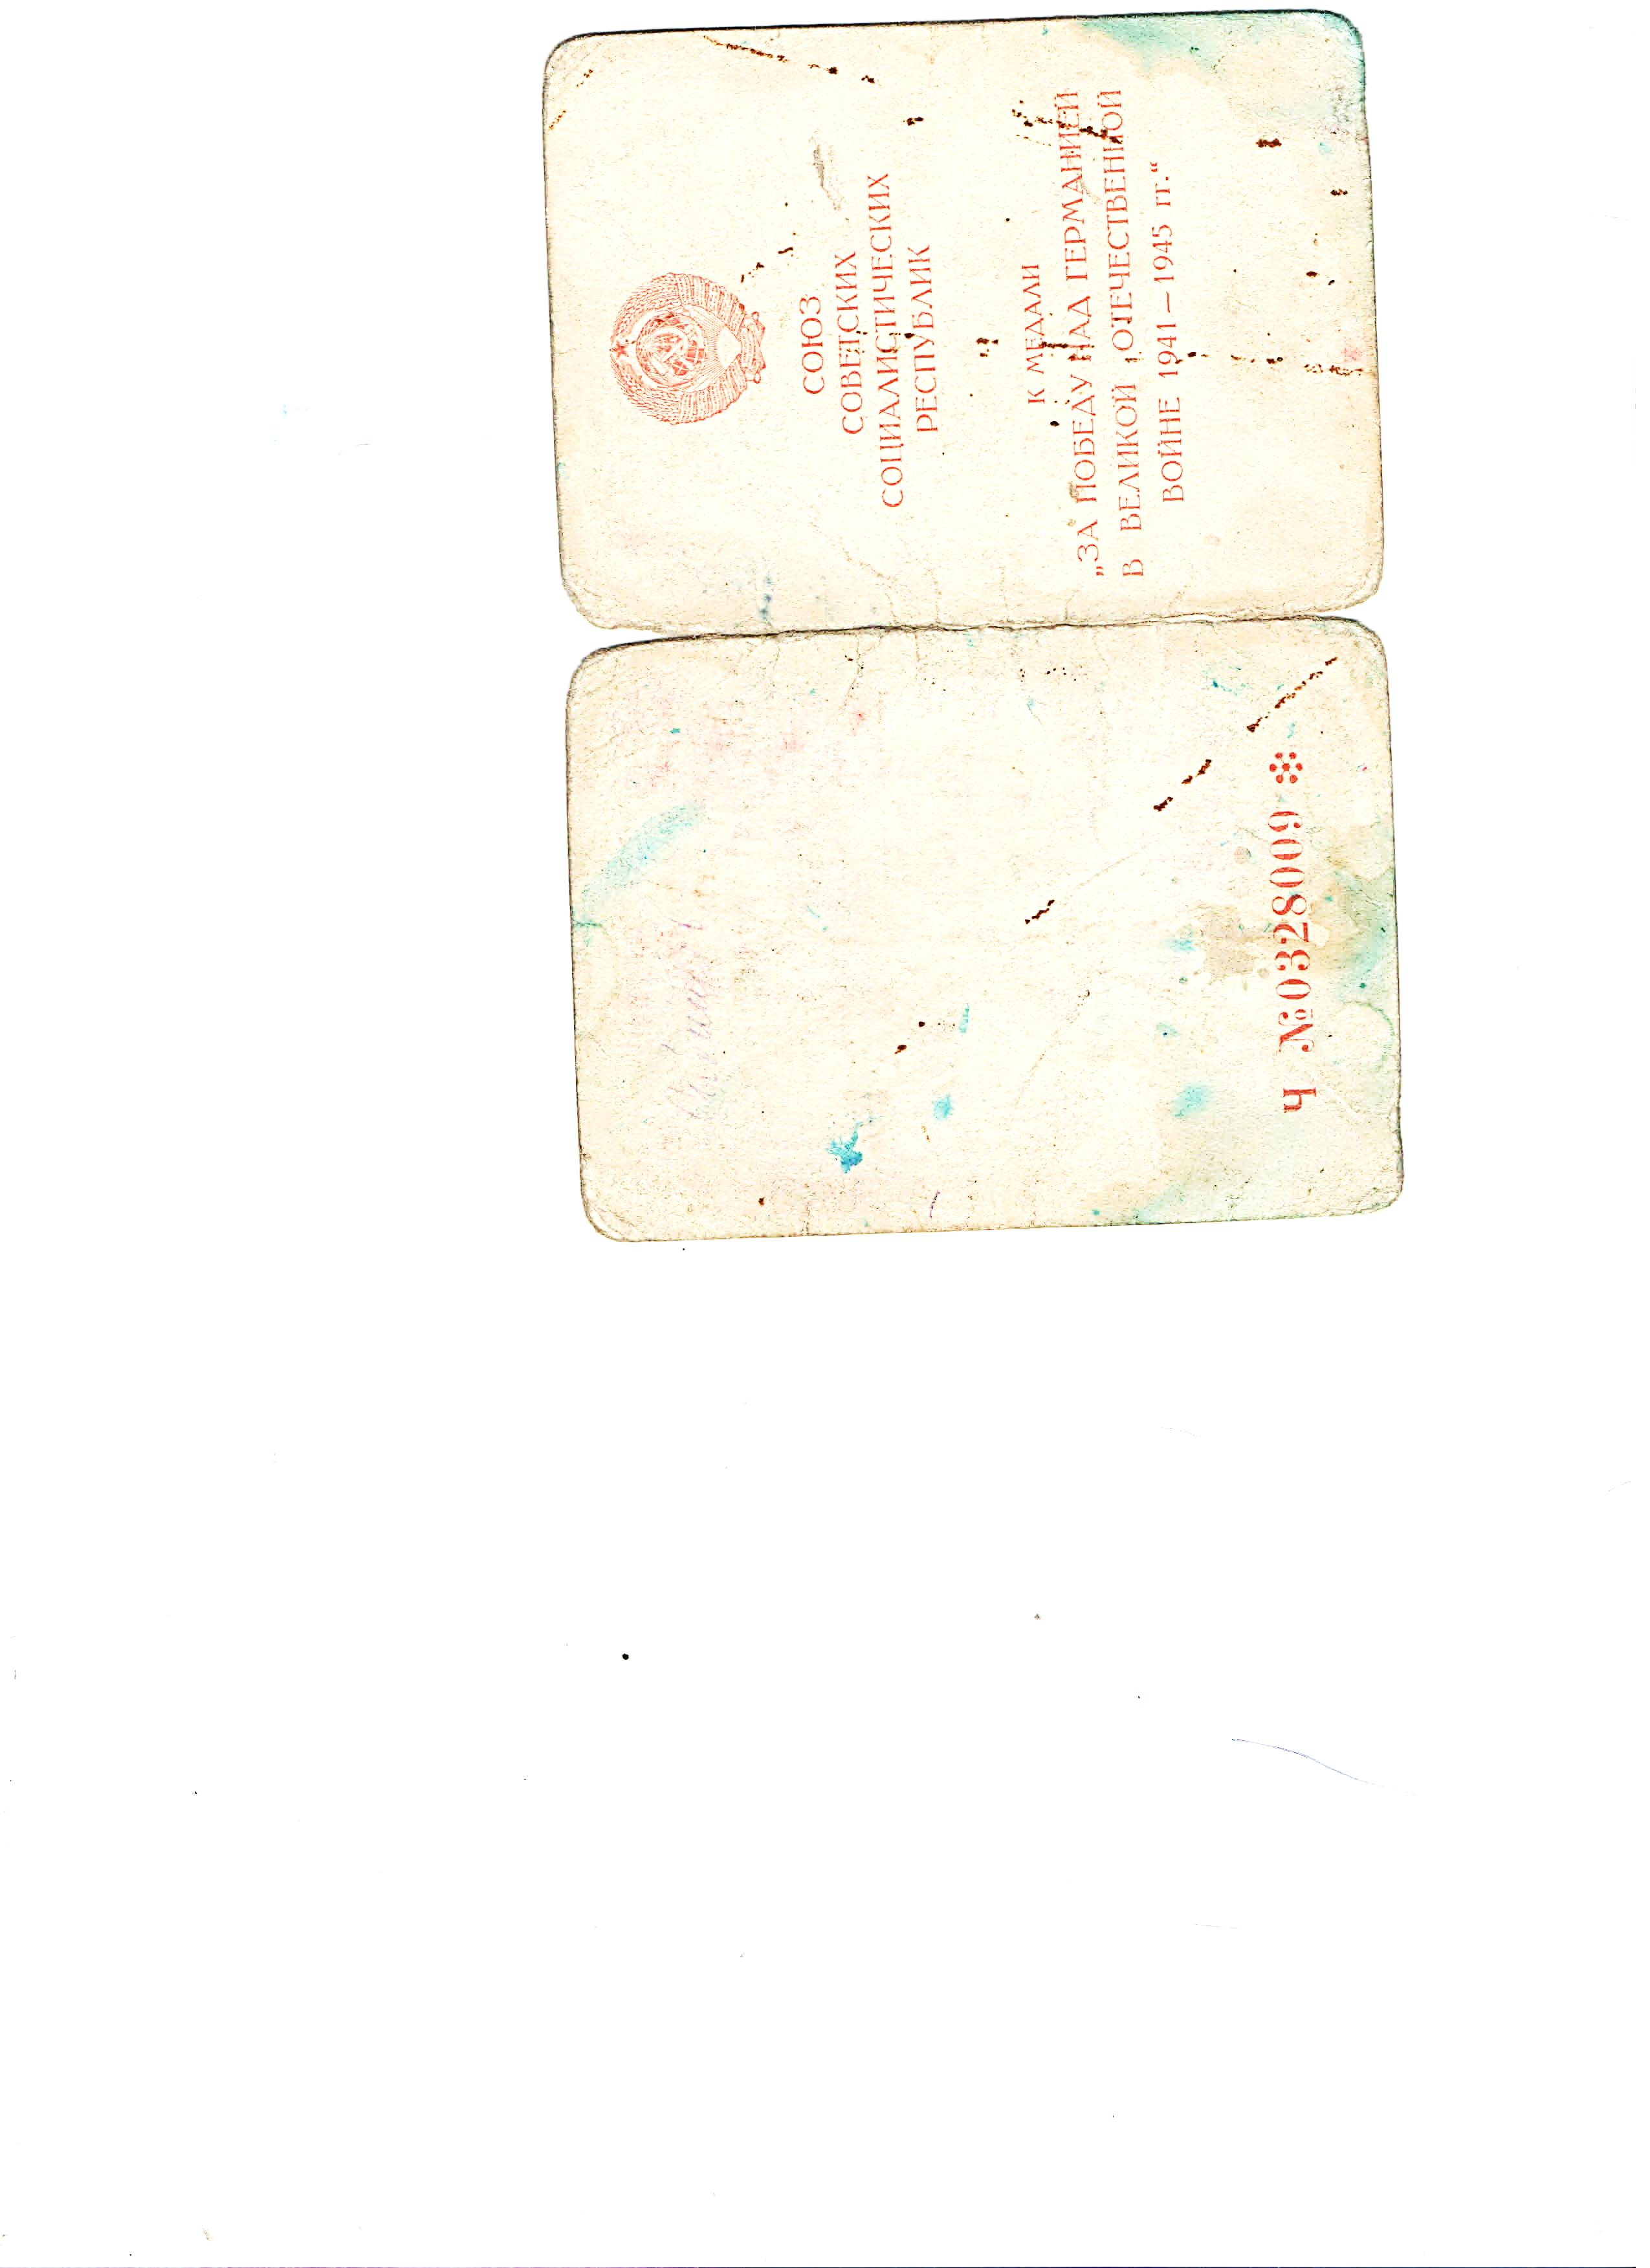 СОЮЗ
СОВЕТСКИХ
СОЦИАЛИСТИЧЕСКИХ
РЕСПУБЛИК
К МЕДАЛИ
„ЗА ПОБЕДУ НАД ГЕРМАНИЕЙ
В ВЕЛИКОЙ ОТЕЧЕСТВЕННОЙ
ВОЙНЕ 1941—1945 гг.“
Ч №0328009